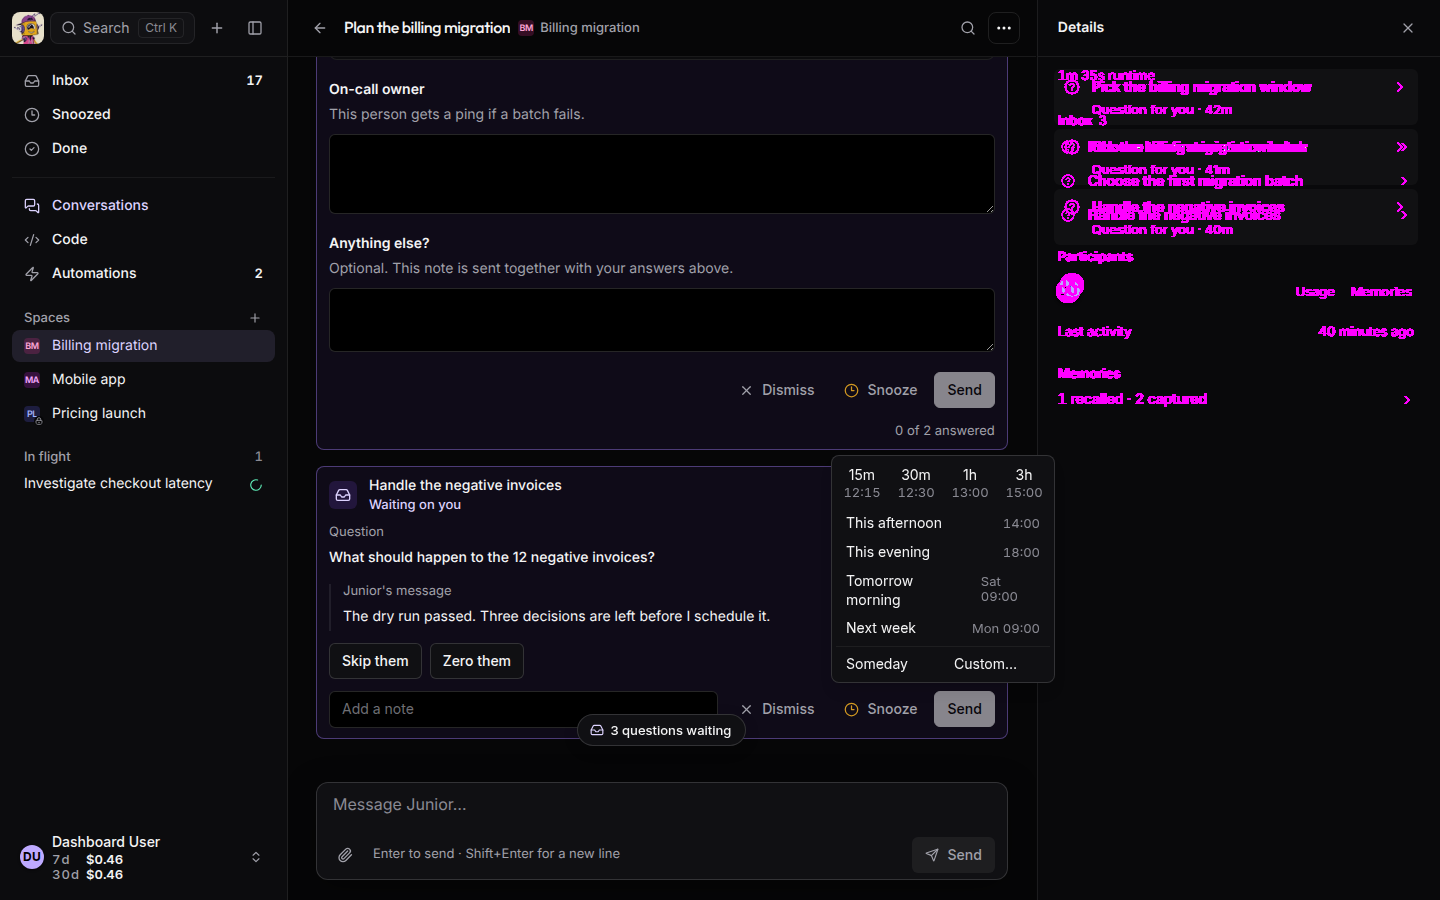 Search Ctrl K
Inbox 17
Snoozed
Done
Conversations
Code
Automations 2
Spaces
BM Billing migration
MA Mobile app
PL Pricing launch
In flight 1
Investigate checkout latency
DU Dashboard User
7d $0.46
30d $0.46
Plan the billing migration BM Billing migration
On-call owner
This person gets a ping if a batch fails.
Anything else?
Optional. This note is sent together with your answers above.
Dismiss Snooze Send
0 of 2 answered
Handle the negative invoices
Waiting on you
Question
What should happen to the 12 negative invoices?
Junior's message
The dry run passed. Three decisions are left before I schedule it.
Skip them Zero them
Add a note Dismiss Snooze Send
3 questions waiting
15m 30m 1h 3h
12:15 12:30 13:00 15:00
This afternoon 14:00
This evening 18:00
Tomorrow morning Sat 09:00
Next week Mon 09:00
Someday Custom...
Message Junior...
Enter to send · Shift+Enter for a new line Send
Details
1m 35s runtime
Pick the billing migration window
Question for you · 42m
Inbox 3
Question for you · 41m
Choose the first migration batch
Handle the negative invoices
Handle the negative invoices
Question for you · 40m
Participants
Usage Memories
Last activity 40 minutes ago
Memories
1 recalled · 2 captured